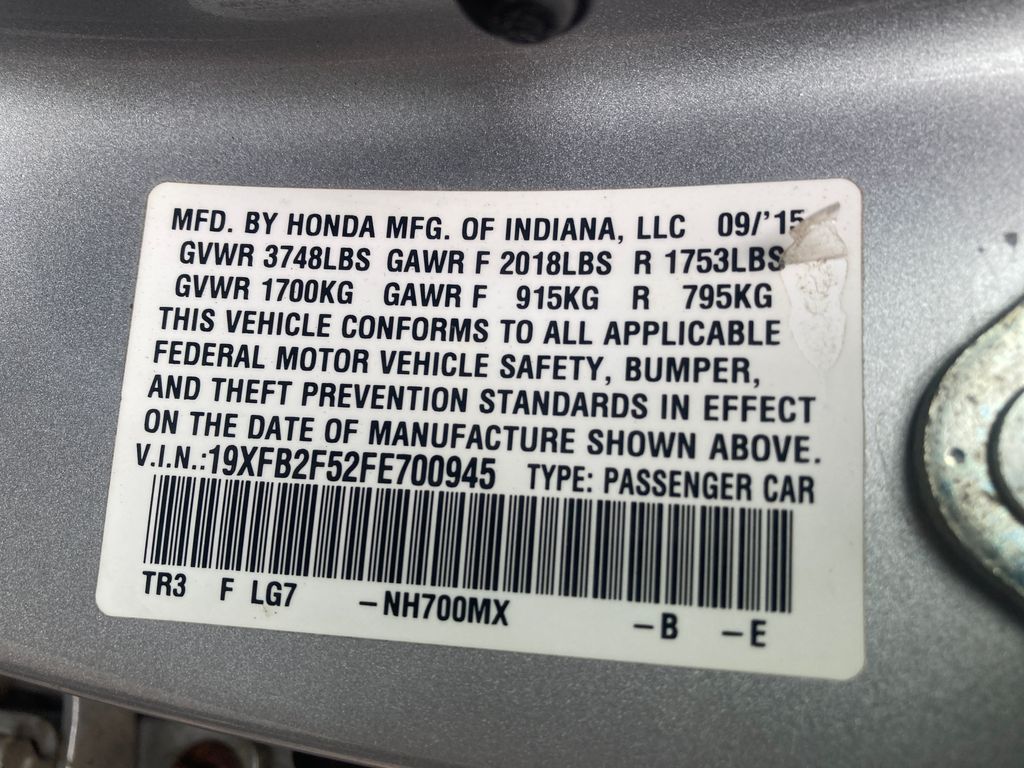 MFD. BY HONDA MFG. OF INDIANA, LLC 09/'15
GVWR 3748LBS GAWR F 2018LBS R 1753LBS
GVWR 1700KG GAWR F 915KG R 795KG
THIS VEHICLE CONFORMS TO ALL APPLICABLE
FEDERAL MOTOR VEHICLE SAFETY, BUMPER,
AND THEFT PREVENTION STANDARDS IN EFFECT
ON THE DATE OF MANUFACTURE SHOWN ABOVE.
V.I.N.:19XFB2F52FE700945 TYPE: PASSENGER CAR
TR3 F LG7 -NH700MX -B -E